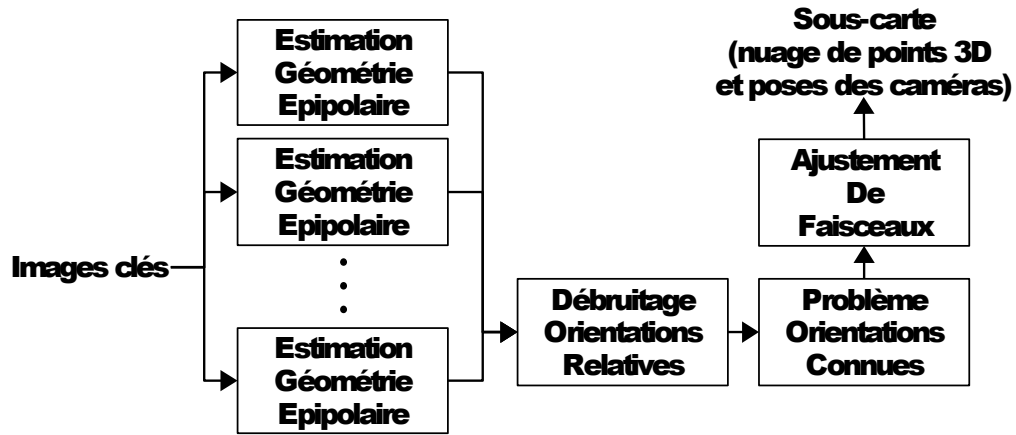 Images clés
Estimation
Géométrie
Epipolaire
Estimation
Géométrie
Epipolaire
Estimation
Géométrie
Epipolaire
Débruitage
Orientations
Relatives
Problème
Orientations
Connues
Ajustement
De
Faisceaux
Sous-carte
(nuage de points 3D
et poses des caméras)